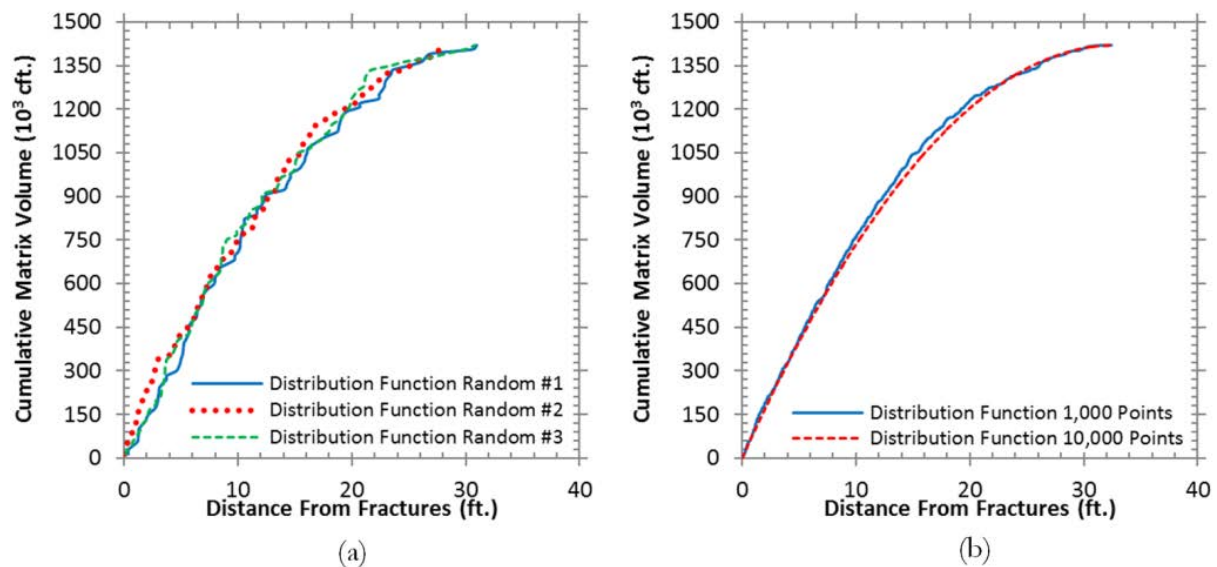 Cumulative Matrix Volume (10³ cft.)
1500
1350
1200
1050
900
750
600
450
300
150
0
Distribution Function Random #1
Distribution Function Random #2
Distribution Function Random #3
0 10 20 30 40
Distance From Fractures (ft.)
(a)
Cumulative Matrix Volume (10³ cft.)
1500
1350
1200
1050
900
750
600
450
300
150
0
Distribution Function 1,000 Points
Distribution Function 10,000 Points
0 10 20 30 40
Distance From Fractures (ft.)
(b)